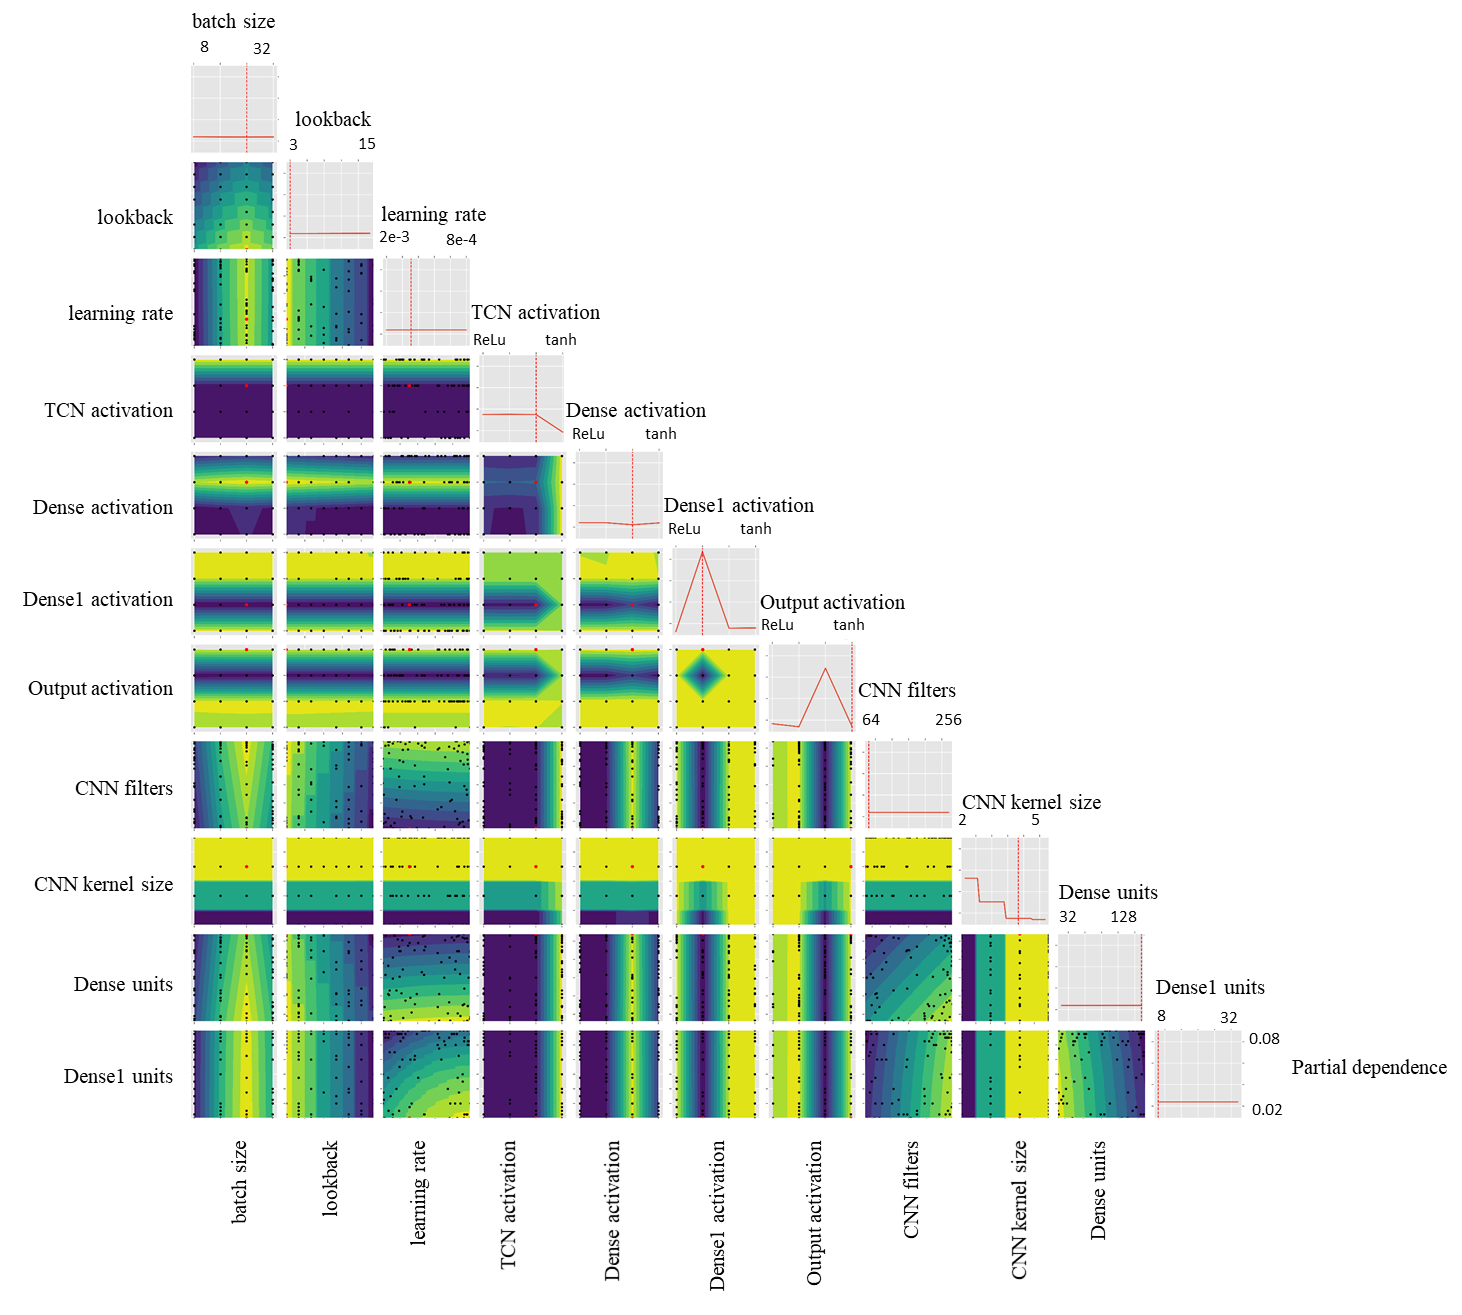 batch size
8 32
lookback
3 15
lookback
learning rate
2e-3 8e-4
learning rate
TCN activation
ReLu tanh
TCN activation
Dense activation
ReLu tanh
Dense activation
Dense1 activation
ReLu tanh
Dense1 activation
Output activation
ReLu tanh
Output activation
CNN filters
64 256
CNN filters
CNN kernel size
2 5
CNN kernel size
Dense units
32 128
Dense units
Dense1 units
8 32
0.08
Dense1 units
Partial dependence
0.02
batch size
lookback
learning rate
TCN activation
Dense activation
Dense1 activation
Output activation
CNN filters
CNN kernel size
Dense units